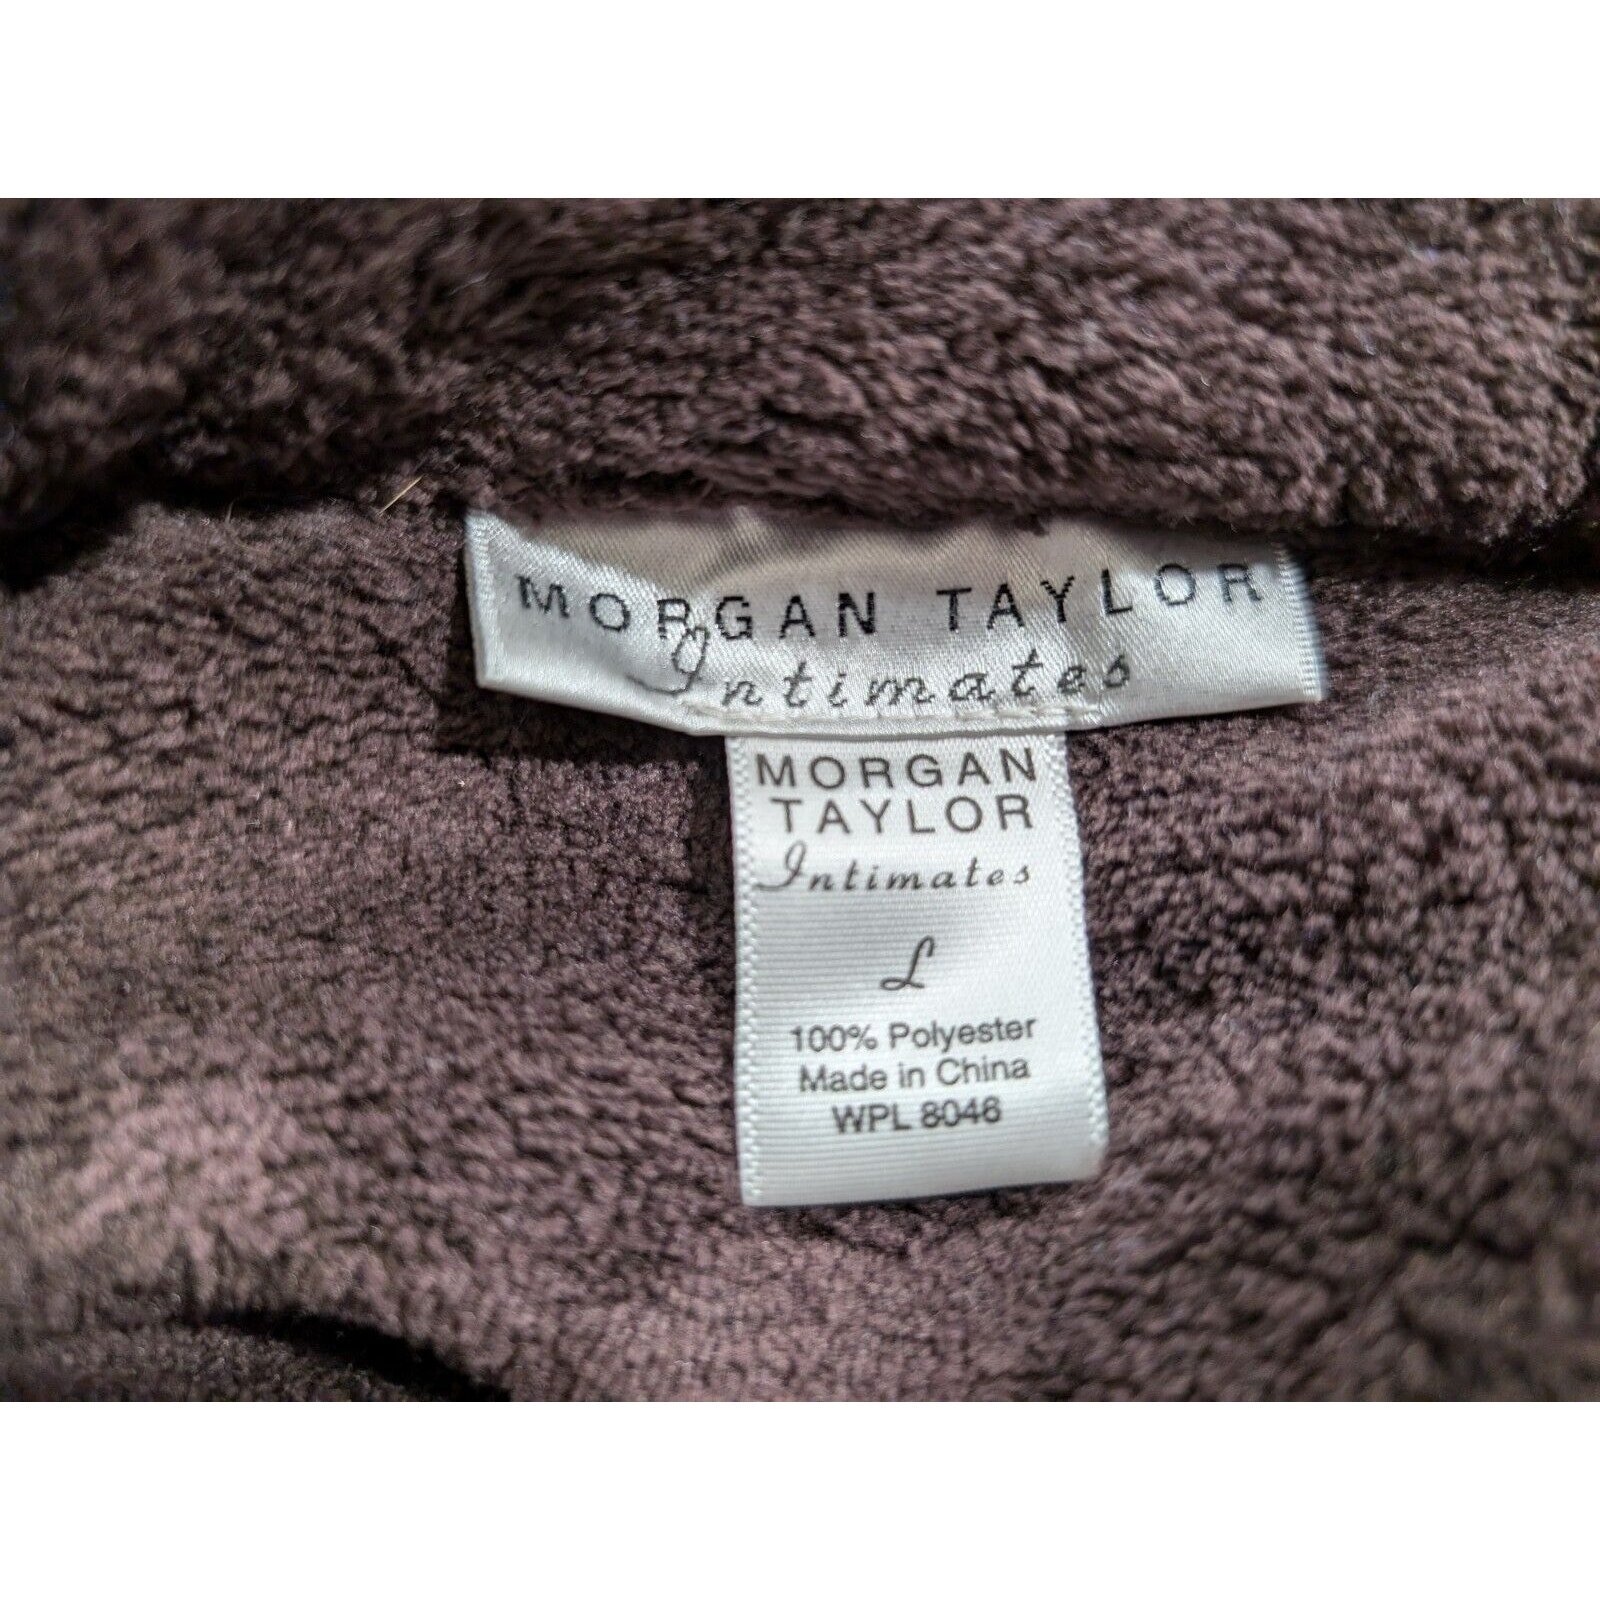 MORGAN TAYLOR
Intimates
MORGAN
TAYLOR
Intimates
L
100% Polyester
Made in China
WPL 8046